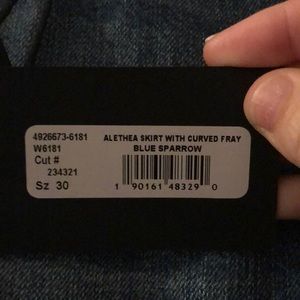 4926673-6181
W6181
Cut #
234321
Sz 30
ALETHEA SKIRT WITH CURVED FRAY
BLUE SPARROW
1 90161 48329 0